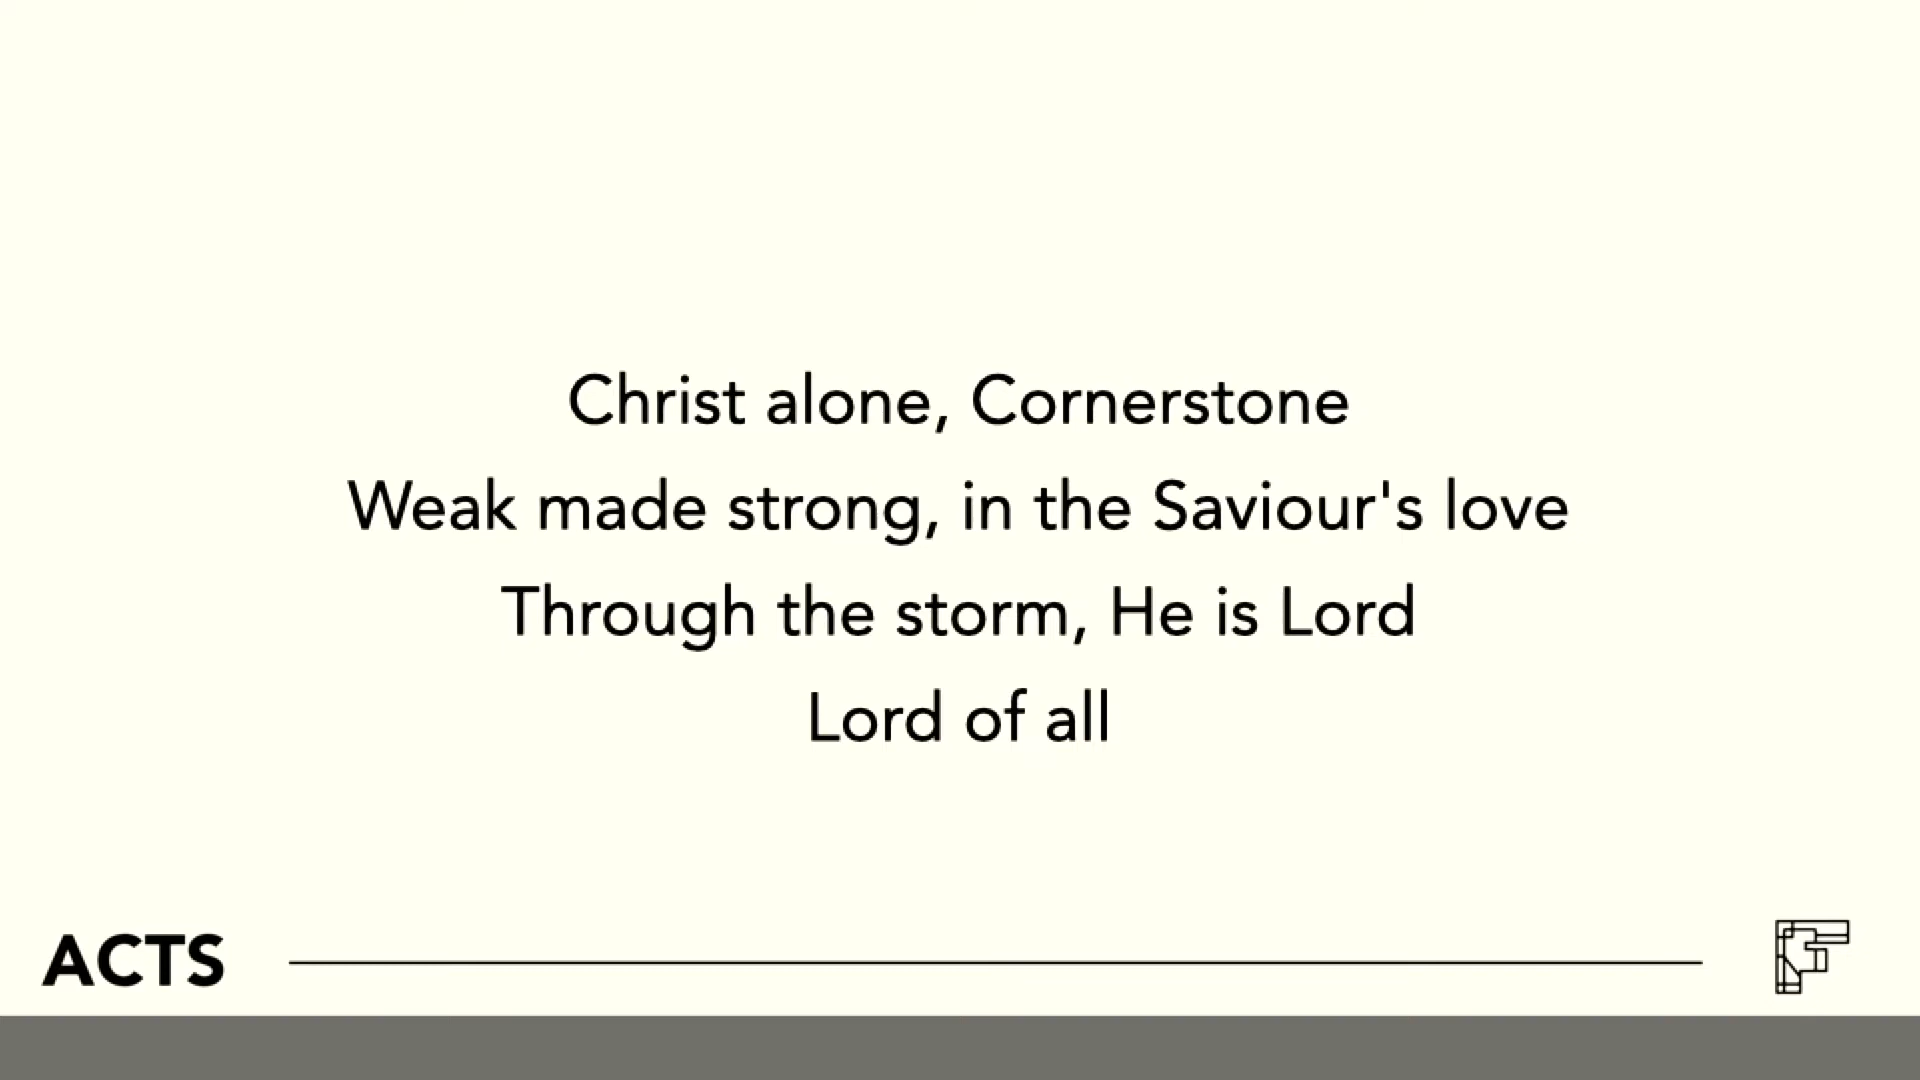 Christ alone, Cornerstone
Weak made strong, in the Saviour's love
Through the storm, He is Lord
Lord of all
ACTS